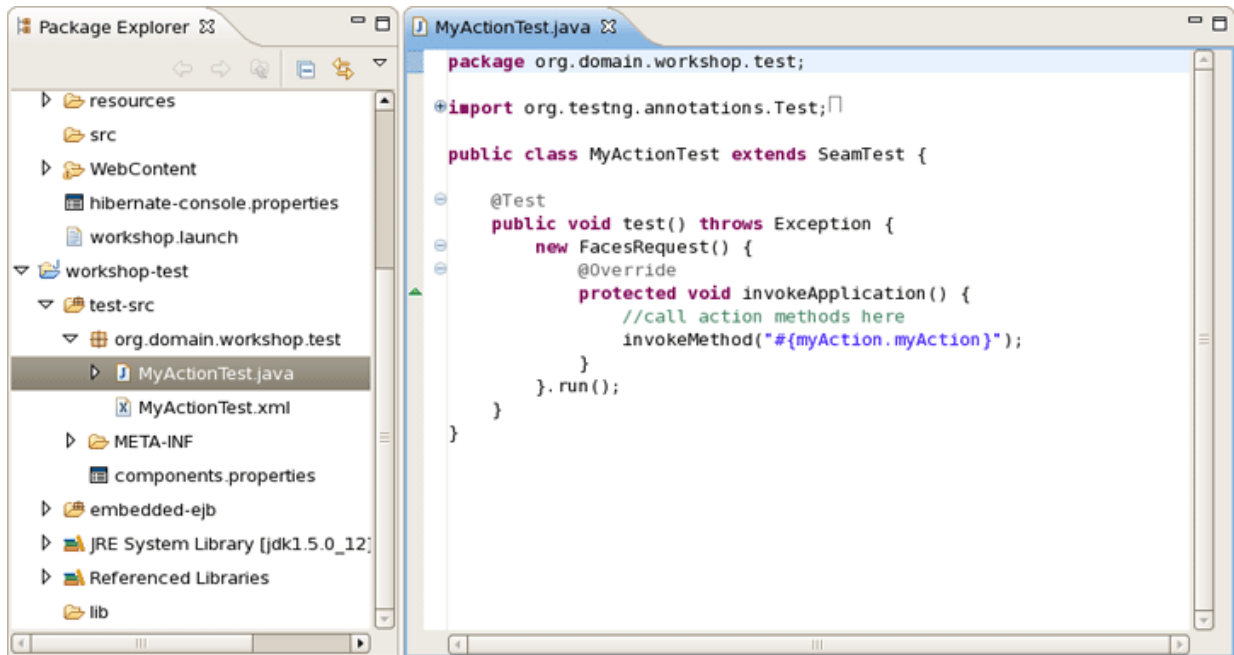 Package Explorer
resources
src
WebContent
hibernate-console.properties
workshop.launch
workshop-test
test-src
org.domain.workshop.test
MyActionTest.java
MyActionTest.xml
META-INF
components.properties
embedded-ejb
JRE System Library [jdk1.5.0_12]
Referenced Libraries
lib
MyActionTest.java
package org.domain.workshop.test;
import org.testng.annotations.Test;
public class MyActionTest extends SeamTest {
@Test
public void test() throws Exception {
new FacesRequest() {
@Override
protected void invokeApplication() {
//call action methods here
invokeMethod("#{myAction.myAction}");
}
}.run();
}
}